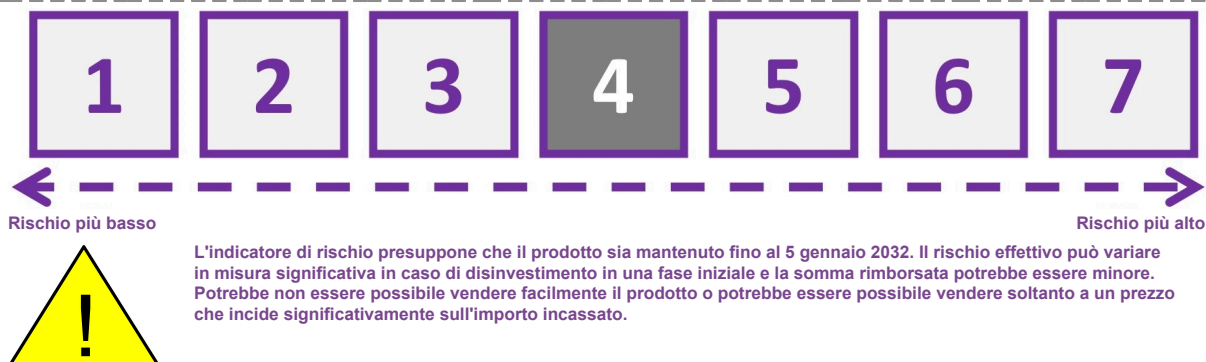 1 2 3 4 5 6 7
Rischio più basso Rischio più alto
L'indicatore di rischio presuppone che il prodotto sia mantenuto fino al 5 gennaio 2032. Il rischio effettivo può variare
in misura significativa in caso di disinvestimento in una fase iniziale e la somma rimborsata potrebbe essere minore.
Potrebbe non essere possibile vendere facilmente il prodotto o potrebbe essere possibile vendere soltanto a un prezzo
che incide significativamente sull'importo incassato.
!